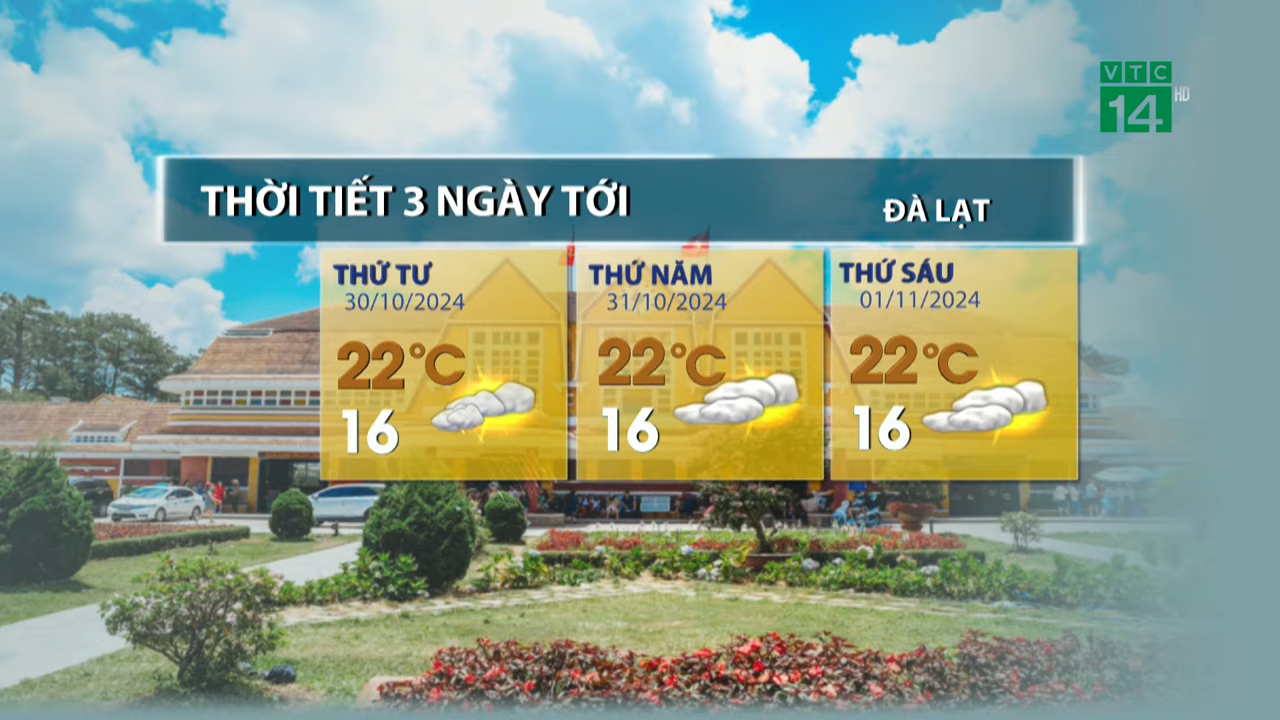 VTC
14 HD
THỜI TIẾT 3 NGÀY TỚI
ĐÀ LẠT
THỨ TƯ
30/10/2024
22°C
16
THỨ NĂM
31/10/2024
22°C
16
THỨ SÁU
01/11/2024
22°C
16